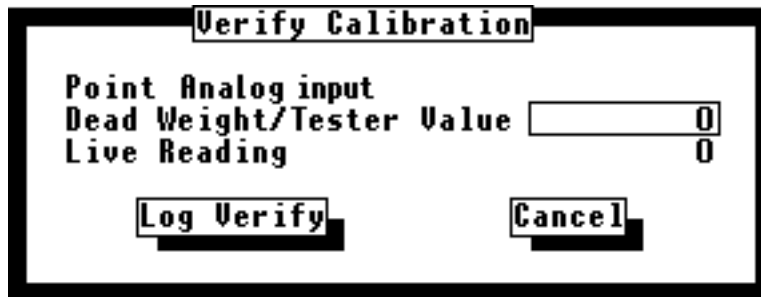 Verify Calibration
Point Analog input
Dead Weight/Tester Value 0
Live Reading 0
Log Verify Cancel